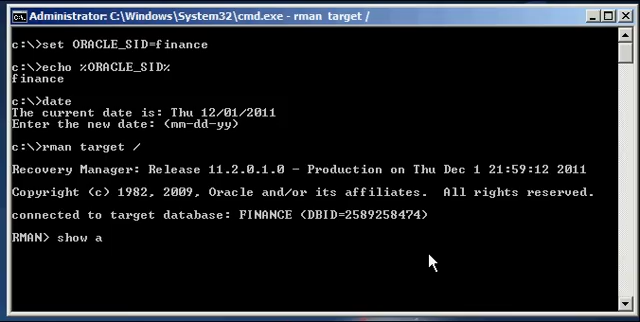 Administrator: C:\Windows\System32\cmd.exe - rman target /
c:\>set ORACLE_SID=finance
c:\>echo %ORACLE_SID%
finance
c:\>date
The current date is: Thu 12/01/2011
Enter the new date: (mm-dd-yy)
c:\>rman target /
Recovery Manager: Release 11.2.0.1.0 - Production on Thu Dec 1 21:59:12 2011
Copyright (c) 1982, 2009, Oracle and/or its affiliates.  All rights reserved.
connected to target database: FINANCE (DBID=2589258474)
RMAN> show a